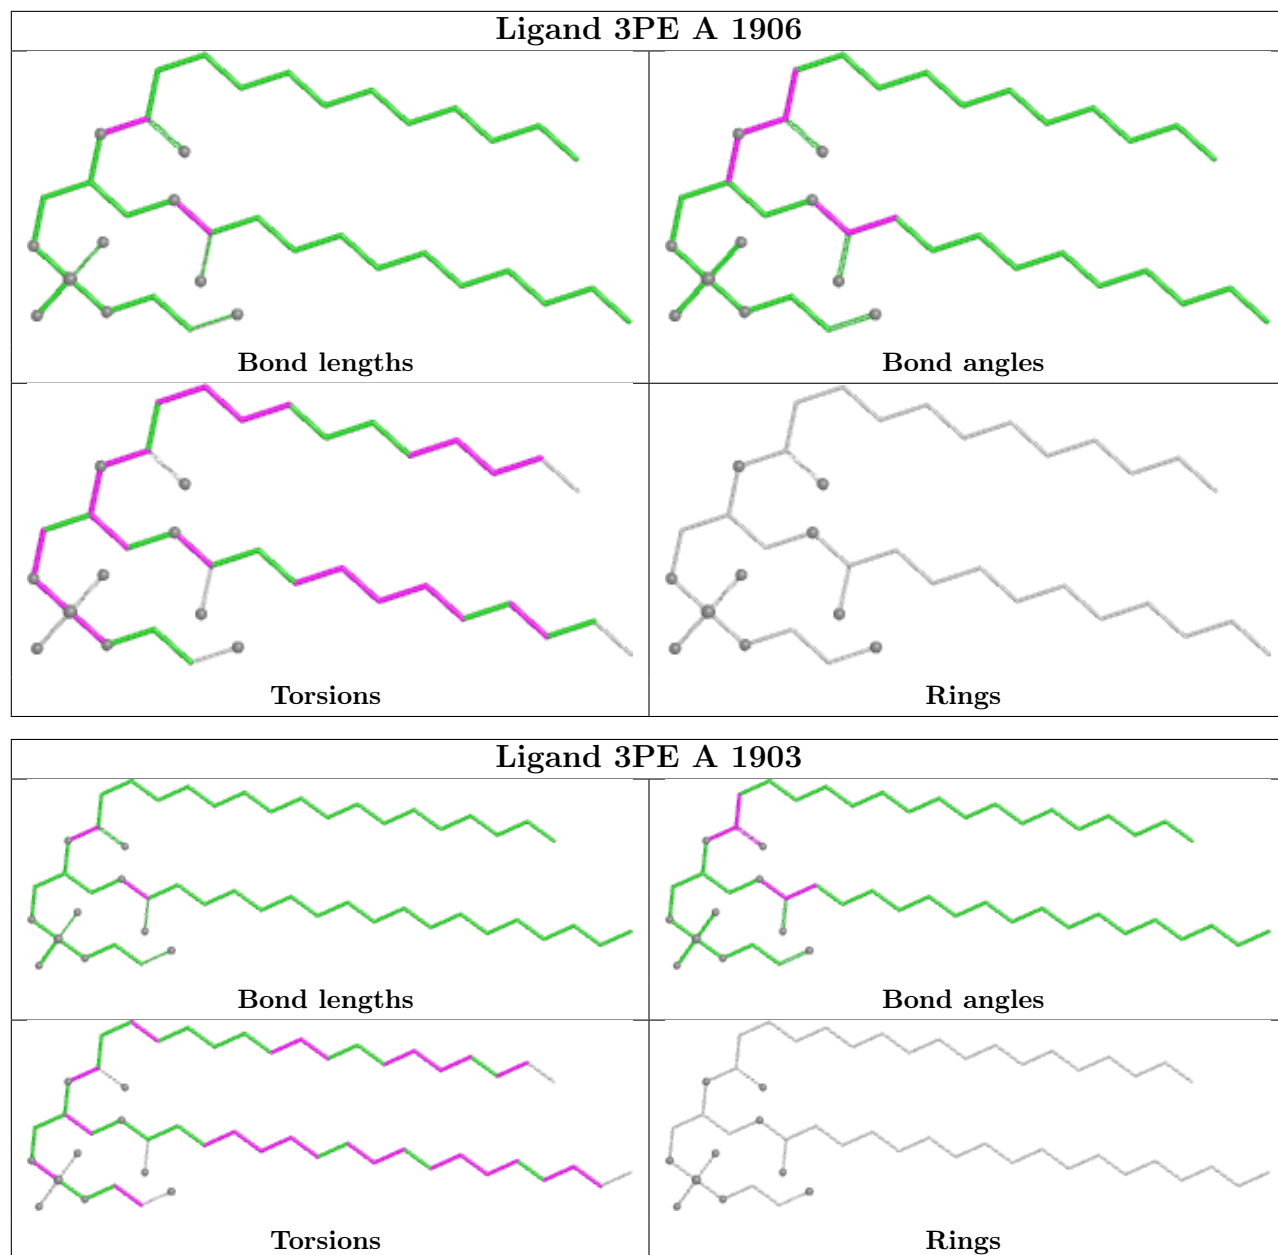 Ligand 3PE A 1906
Bond lengths
Bond angles
Torsions
Rings
Ligand 3PE A 1903
Bond lengths
Bond angles
Torsions
Rings